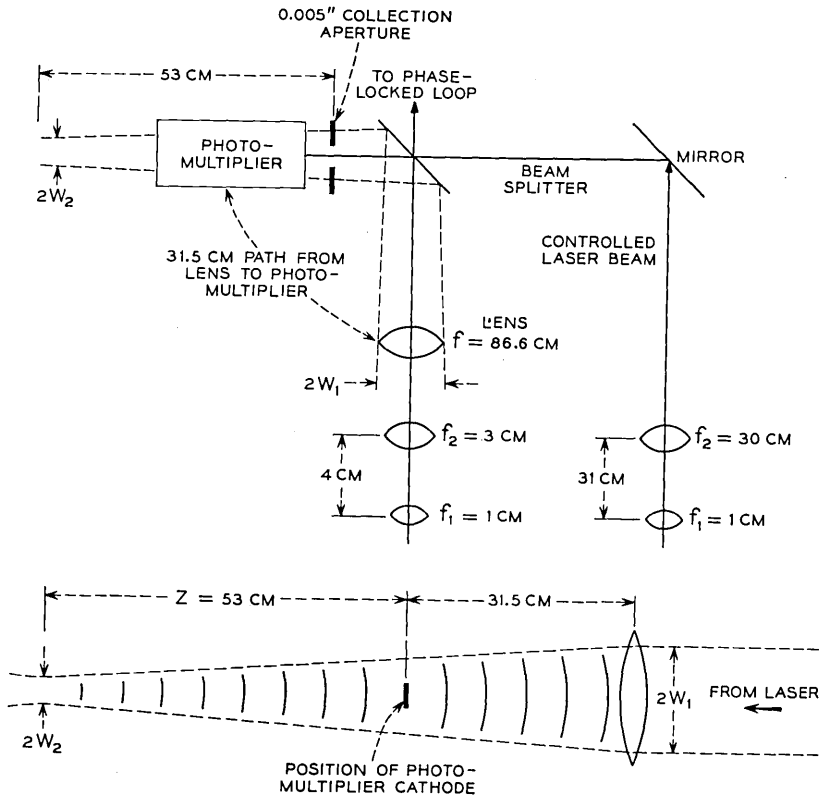 0.005" COLLECTION
APERTURE
53 CM
TO PHASE-
LOCKED LOOP
PHOTO-
MULTIPLIER
MIRROR
BEAM
SPLITTER
2W₂
CONTROLLED
LASER BEAM
31.5 CM PATH FROM
LENS TO PHOTO-
MULTIPLIER
LENS
f = 86.6 CM
2W₁
f₂ = 3 CM
f₂ = 30 CM
4 CM
31 CM
f₁ = 1 CM
f₁ = 1 CM
Z = 53 CM
31.5 CM
2W₁
FROM LASER
2W₂
POSITION OF PHOTO-
MULTIPLIER CATHODE